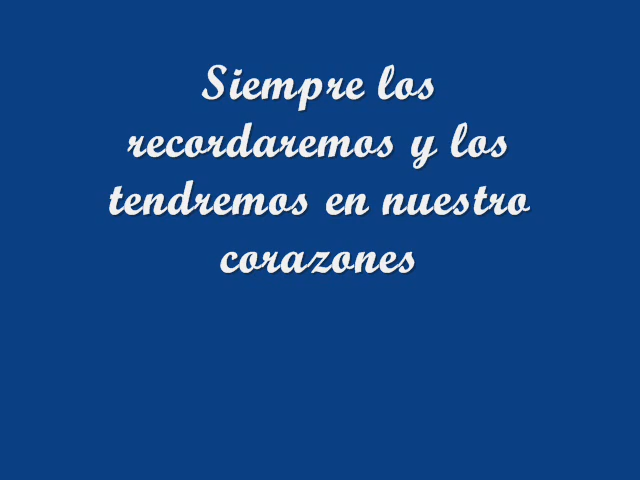 Siempre los
recordaremos y los
tendremos en nuestro
corazones